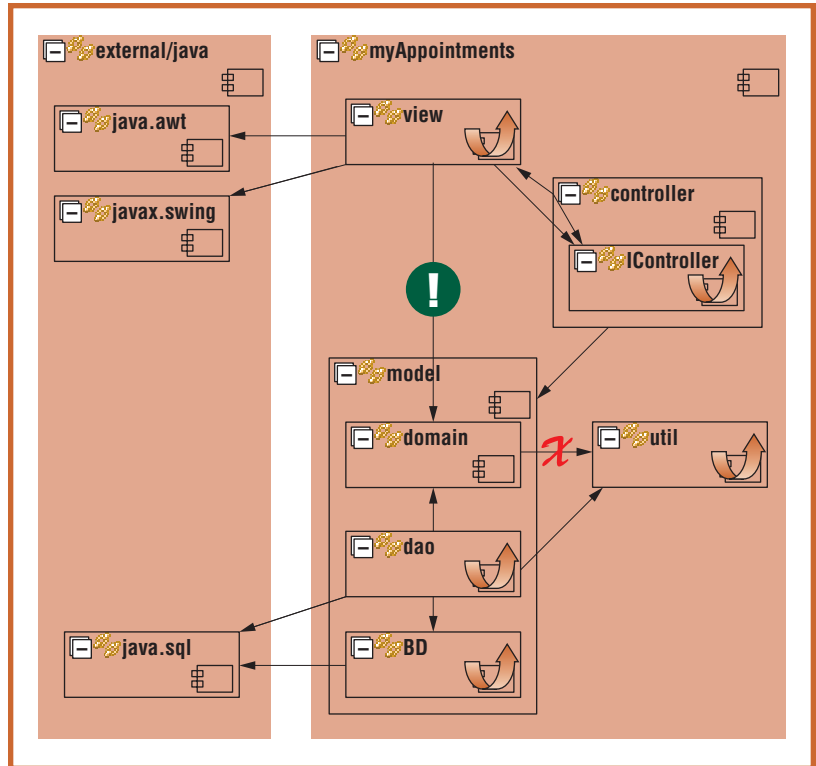 external/java
myAppointments
java.awt
view
javax.swing
controller
IController
!
model
domain
x
util
dao
java.sql
BD